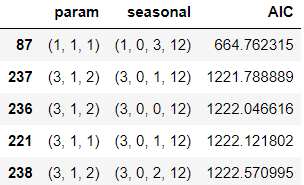 param seasonal AIC
87 (1, 1, 1) (1, 0, 3, 12) 664.762315
237 (3, 1, 2) (3, 0, 1, 12) 1221.788889
236 (3, 1, 2) (3, 0, 0, 12) 1222.046616
221 (3, 1, 1) (3, 0, 1, 12) 1222.121802
238 (3, 1, 2) (3, 0, 2, 12) 1222.570995